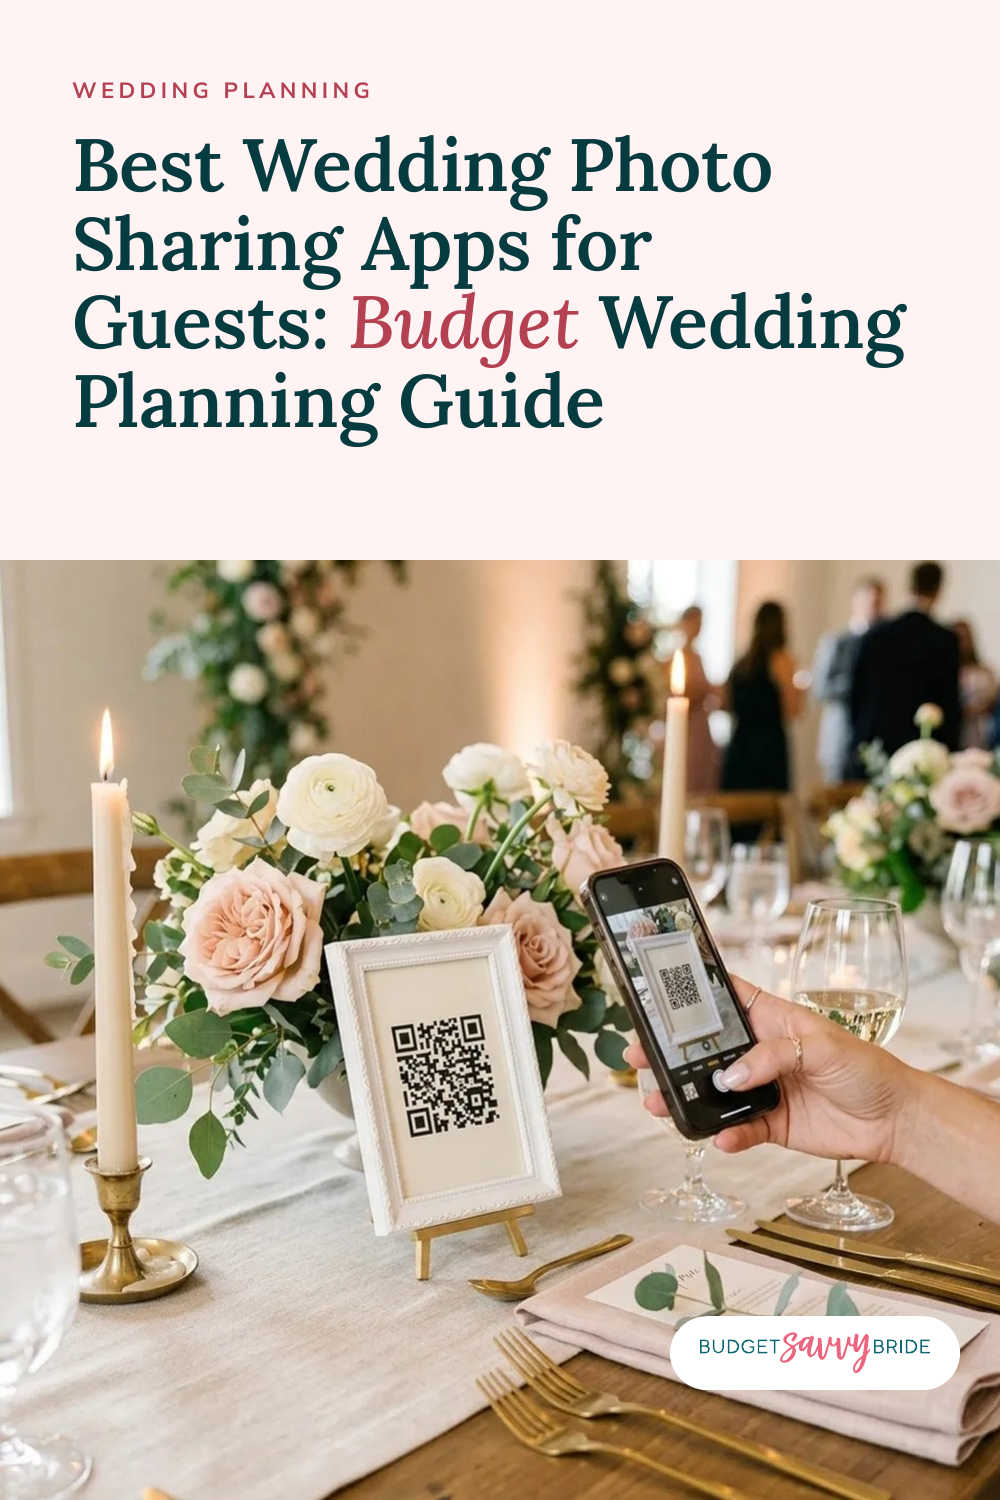 WEDDING PLANNING
Best Wedding Photo
Sharing Apps for
Guests: Budget Wedding
Planning Guide
BUDGET savvy BRIDE